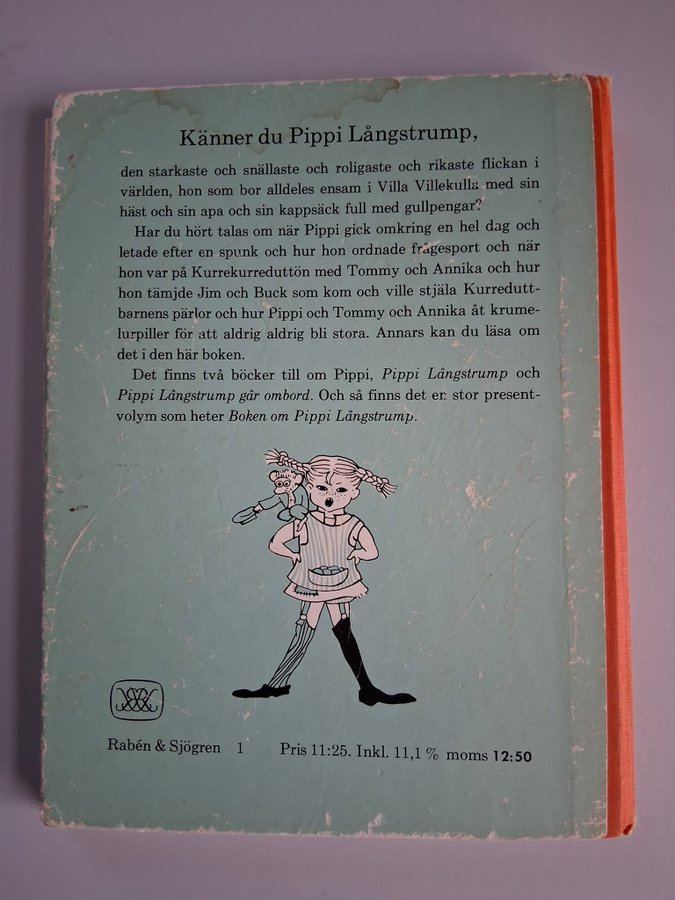 Känner du Pippi Långstrump,
den starkaste och snällaste och roligaste och rikaste flickan i
världen, hon som bor alldeles ensam i Villa Villekulla med sin
häst och sin apa och sin kappsäck full med gullpengar?
Har du hört talas om när Pippi gick omkring en hel dag och
letade efter en spunk och hur hon ordnade frågesport och när
hon var på Kurrekurreduttön med Tommy och Annika och hur
hon tämjde Jim och Buck som kom och ville stjäla Kurredutt-
barnens pärlor och hur Pippi och Tommy och Annika åt krume-
lurpiller för att aldrig aldrig bli stora. Annars kan du läsa om
det i den här boken.
Det finns två böcker till om Pippi, Pippi Långstrump och
Pippi Långstrump går ombord. Och så finns det en stor present-
volym som heter Boken om Pippi Långstrump.
Rabén & Sjögren 1 Pris 11:25. Inkl. 11,1 % moms 12:50